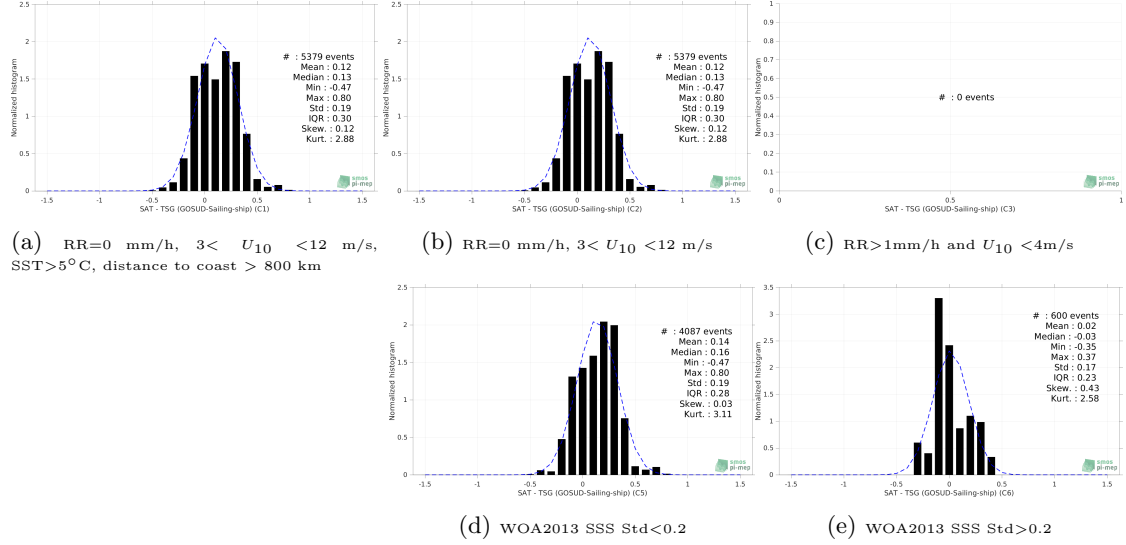 2.5
2
1.5
1
0.5
0
Normalized histogram
# : 5379 events
Mean : 0.12
Median : 0.13
Min : -0.47
Max : 0.80
Std : 0.19
IQR : 0.30
Skew. : 0.12
Kurt. : 2.88
smos
pi-mep
-1.5 -1 -0.5 0 0.5 1 1.5
SAT - TSG (GOSUD-Sailing-ship) (C1)
(a) RR=0 mm/h, 3< U10 <12 m/s,
SST>5°C, distance to coast > 800 km
2.5
2
1.5
1
0.5
0
Normalized histogram
# : 5379 events
Mean : 0.12
Median : 0.13
Min : -0.47
Max : 0.80
Std : 0.19
IQR : 0.30
Skew. : 0.12
Kurt. : 2.88
smos
pi-mep
-1.5 -1 -0.5 0 0.5 1 1.5
SAT - TSG (GOSUD-Sailing-ship) (C2)
(b) RR=0 mm/h, 3< U10 <12 m/s
1
0.9
0.8
0.7
0.6
0.5
0.4
0.3
0.2
0.1
0
Normalized histogram
# : 0 events
smos
pi-mep
0 0.5 1
SAT - TSG (GOSUD-Sailing-ship) (C3)
(c) RR>1mm/h and U10 <4m/s
2.5
2
1.5
1
0.5
0
Normalized histogram
# : 4087 events
Mean : 0.14
Median : 0.16
Min : -0.47
Max : 0.80
Std : 0.19
IQR : 0.28
Skew. : 0.03
Kurt. : 3.11
smos
pi-mep
-1.5 -1 -0.5 0 0.5 1 1.5
SAT - TSG (GOSUD-Sailing-ship) (C5)
(d) WOA2013 SSS Std<0.2
3.5
3
2.5
2
1.5
1
0.5
0
Normalized histogram
# : 600 events
Mean : 0.02
Median : -0.03
Min : -0.35
Max : 0.37
Std : 0.17
IQR : 0.23
Skew. : 0.43
Kurt. : 2.58
smos
pi-mep
-1.5 -1 -0.5 0 0.5 1 1.5
SAT - TSG (GOSUD-Sailing-ship) (C6)
(e) WOA2013 SSS Std>0.2